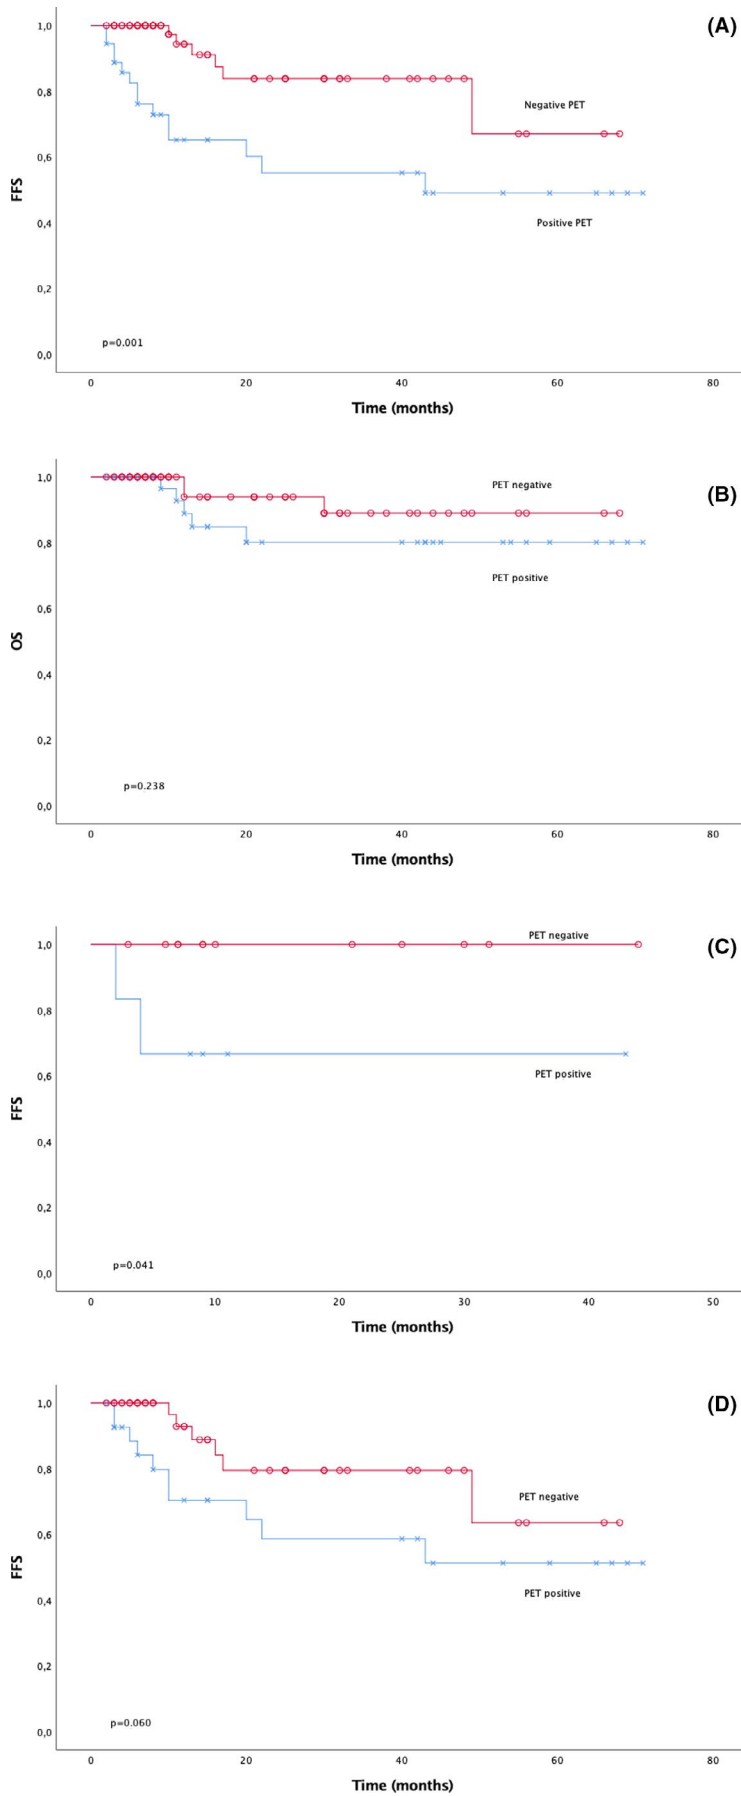 (A)
1,0
0,8
0,6
0,4
0,2
0,0
FFS
Negative PET
Positive PET
p=0.001
0 20 40 60 80
Time (months)
(B)
1,0
0,8
0,6
0,4
0,2
0,0
OS
PET negative
PET positive
p=0.238
0 20 40 60 80
Time (months)
(C)
1,0
0,8
0,6
0,4
0,2
0,0
FFS
PET negative
PET positive
p=0.041
0 10 20 30 40 50
Time (months)
(D)
1,0
0,8
0,6
0,4
0,2
0,0
FFS
PET negative
PET positive
p=0.060
0 20 40 60 80
Time (months)